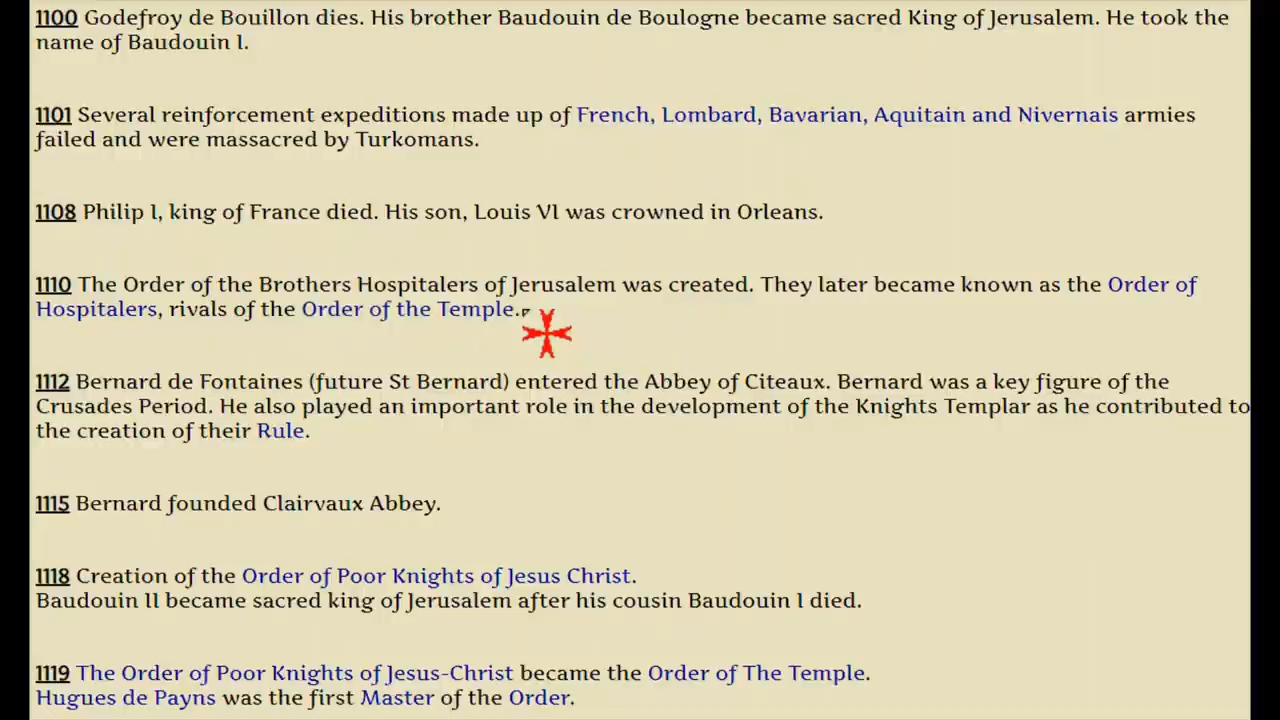 1100 Godefroy de Bouillon dies. His brother Baudouin de Boulogne became sacred King of Jerusalem. He took the
name of Baudouin I.
1101 Several reinforcement expeditions made up of French, Lombard, Bavarian, Aquitain and Nivernais armies
failed and were massacred by Turkomans.
1108 Philip I, king of France died. His son, Louis VI was crowned in Orleans.
1110 The Order of the Brothers Hospitalers of Jerusalem was created. They later became known as the Order of
Hospitalers, rivals of the Order of the Temple.
1112 Bernard de Fontaines (future St Bernard) entered the Abbey of Citeaux. Bernard was a key figure of the
Crusades Period. He also played an important role in the development of the Knights Templar as he contributed to
the creation of their Rule.
1115 Bernard founded Clairvaux Abbey.
1118 Creation of the Order of Poor Knights of Jesus Christ.
Baudouin II became sacred king of Jerusalem after his cousin Baudouin I died.
1119 The Order of Poor Knights of Jesus-Christ became the Order of The Temple.
Hugues de Payns was the first Master of the Order.